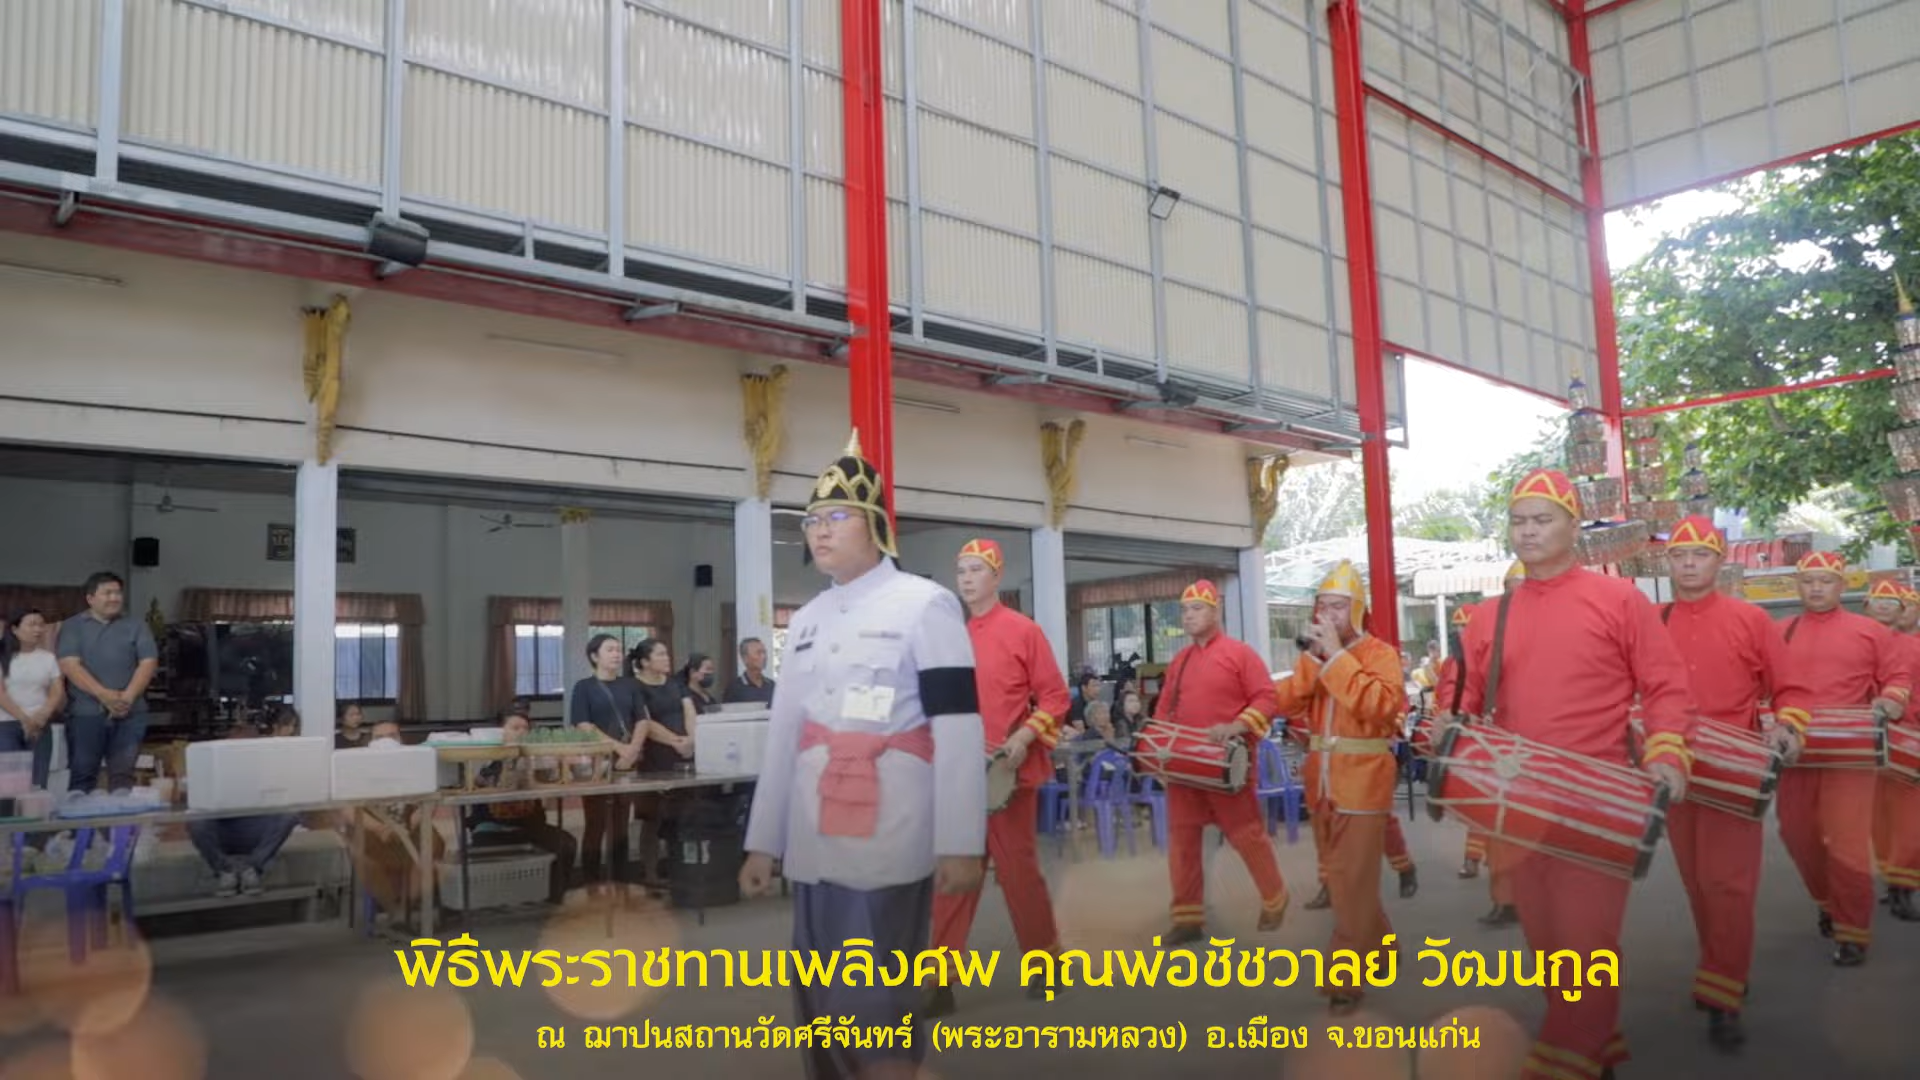 พิธีพระราชทานเพลิงศพ คุณพ่อชัชวาลย์ วัฒนกูล
ณ ฌาปนสถานวัดศรีจันทร์ (พระอารามหลวง) อ.เมือง จ.ขอนแก่น